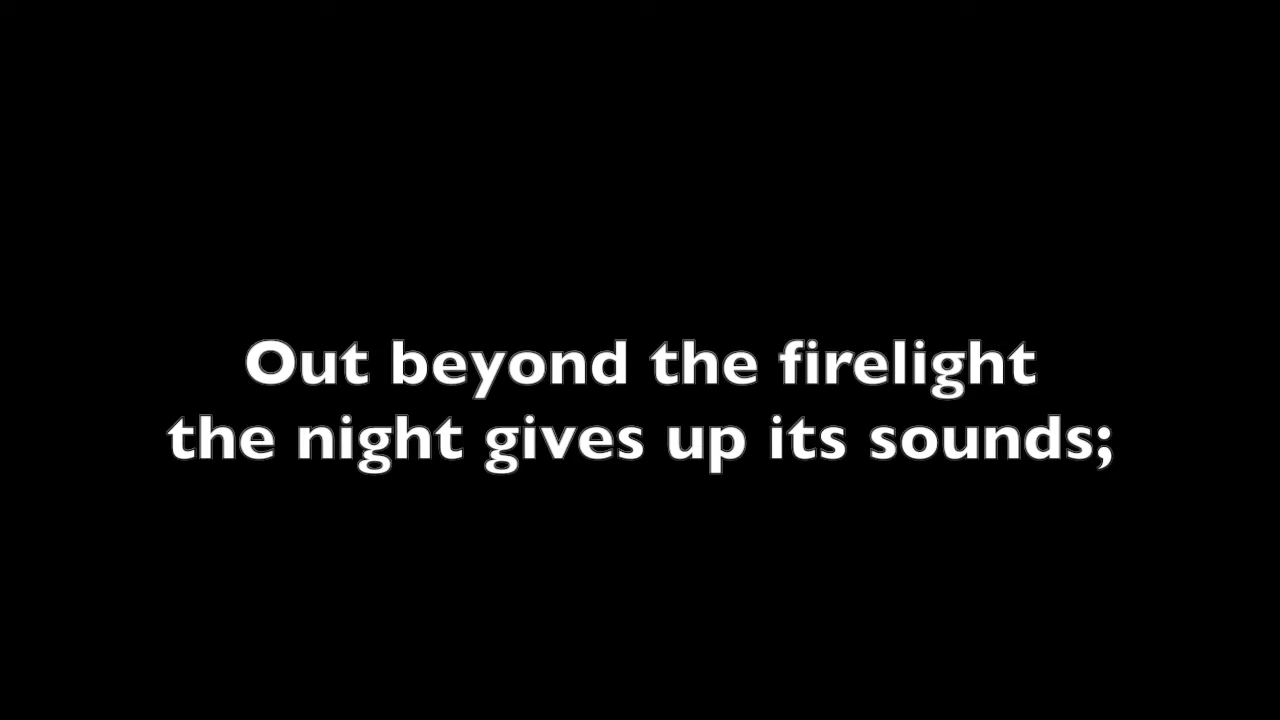 Out beyond the firelight
the night gives up its sounds;